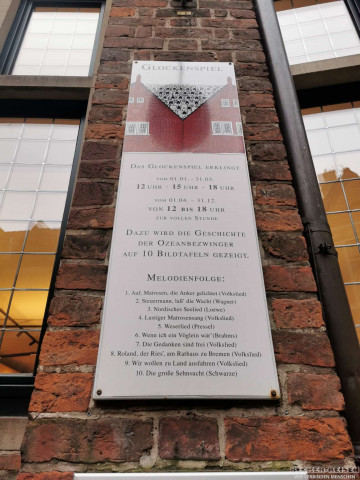 GLOCKENSPIEL
DAS GLOCKENSPIEL ERKLINGT
VOM 01.01. - 31.03.
12 UHR - 15 UHR - 18 UHR
VOM 01.04. - 31.12.
VON 12 BIS 18 UHR
ZUR VOLLEN STUNDE
DAZU WIRD DIE GESCHICHTE
DER OZEANBEZWINGER
AUF 10 BILDTAFELN GEZEIGT.
MELODIENFOLGE:
1. Auf, Matrosen, die Anker gelichtet (Volkslied)
2. Steuermann, laß' die Wacht (Wagner)
3. Nordisches Seelied (Loewe)
4. Lustiger Matrosensang (Volkslied)
5. Weserlied (Pressel)
6. Wenn ich ein Vöglein wär' (Brahms)
7. Die Gedanken sind frei (Volkslied)
8. Roland, der Ries', am Rathaus zu Bremen (Volkslied)
9. Wir wollen zu Land ausfahren (Volkslied)
10. Die große Sehnsucht (Schwarze)
VERBINDEN MENSCHEN